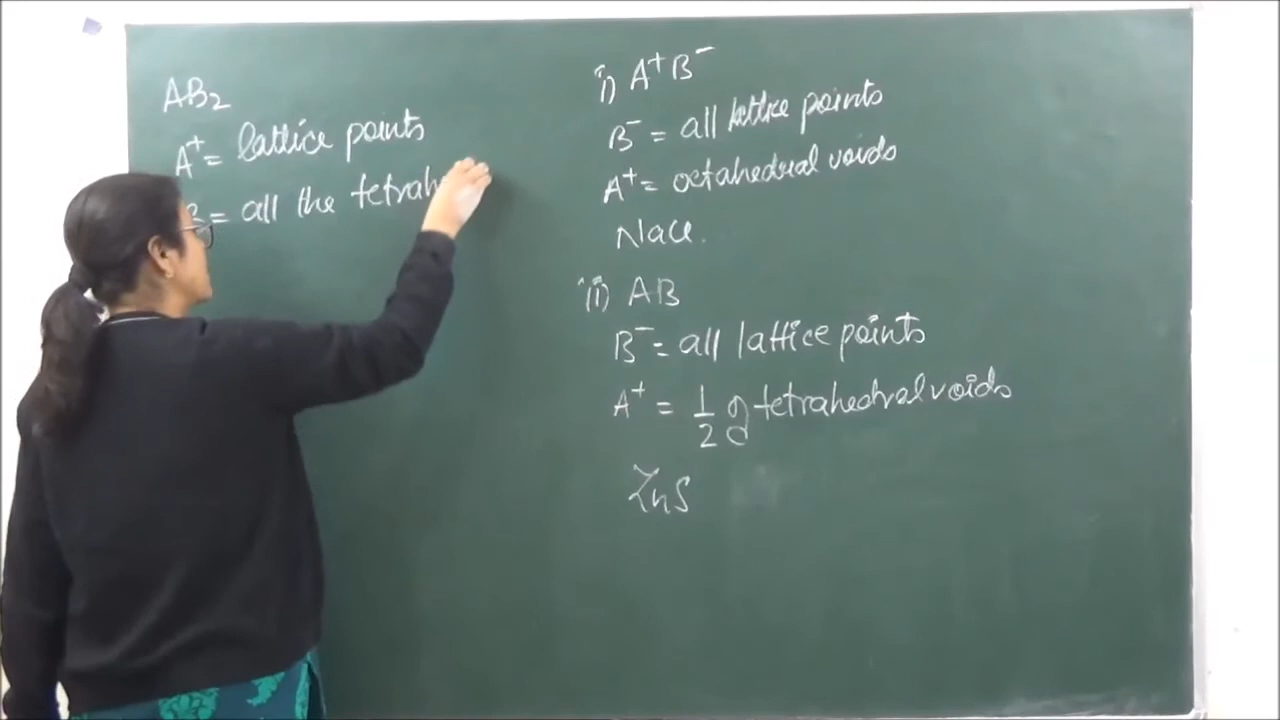 AB2
A+ = lattice points
B = all the tetrah
i) A+ B-
B- = all lattice points
A+ = octahedral voids
NaCl.
ii) AB
B- = all lattice points
A+ = 1/2 of tetrahedral voids
ZnS